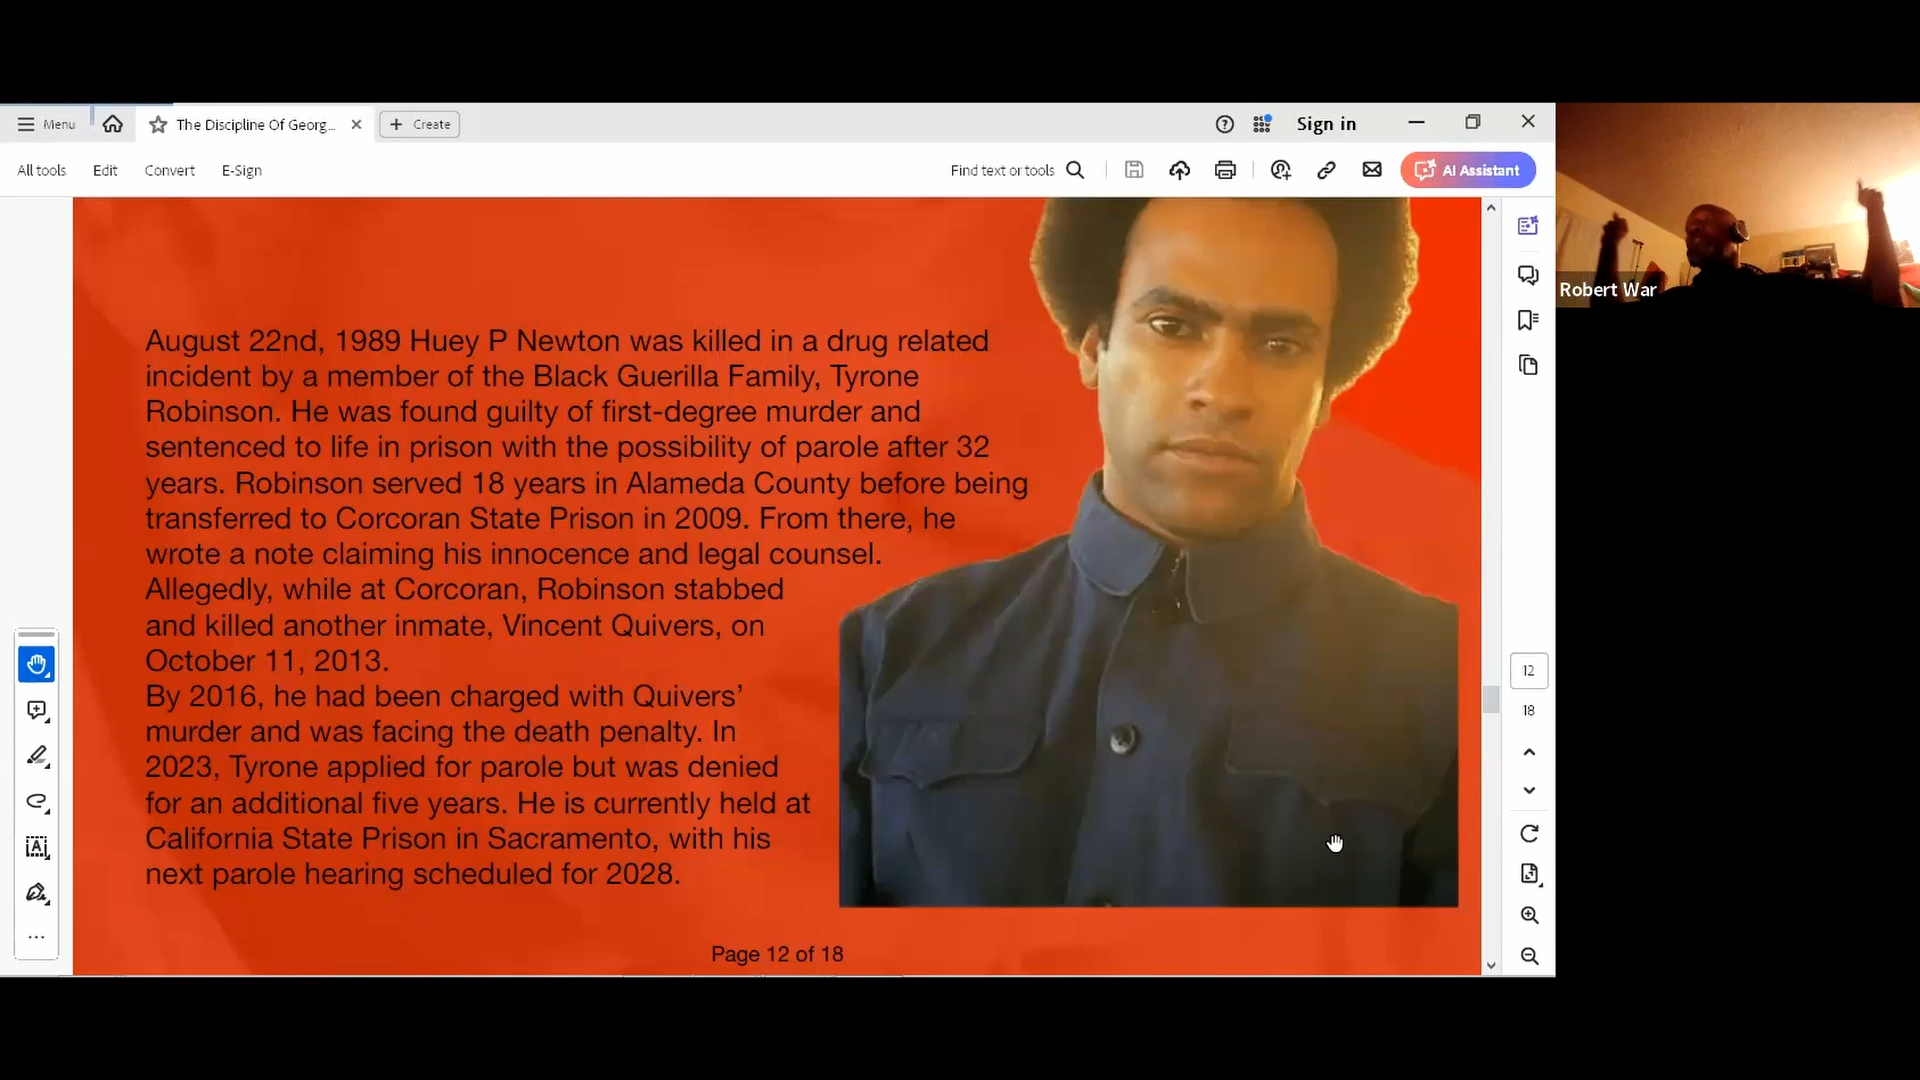 Menu
The Discipline Of Georg...
Create
Sign in
All tools
Edit
Convert
E-Sign
Find text or tools
AI Assistant
Robert War
August 22nd, 1989 Huey P Newton was killed in a drug related
incident by a member of the Black Guerilla Family, Tyrone
Robinson. He was found guilty of first-degree murder and
sentenced to life in prison with the possibility of parole after 32
years. Robinson served 18 years in Alameda County before being
transferred to Corcoran State Prison in 2009. From there, he
wrote a note claiming his innocence and legal counsel.
Allegedly, while at Corcoran, Robinson stabbed
and killed another inmate, Vincent Quivers, on
October 11, 2013.
By 2016, he had been charged with Quivers’
murder and was facing the death penalty. In
2023, Tyrone applied for parole but was denied
for an additional five years. He is currently held at
California State Prison in Sacramento, with his
next parole hearing scheduled for 2028.
Page 12 of 18
12
18